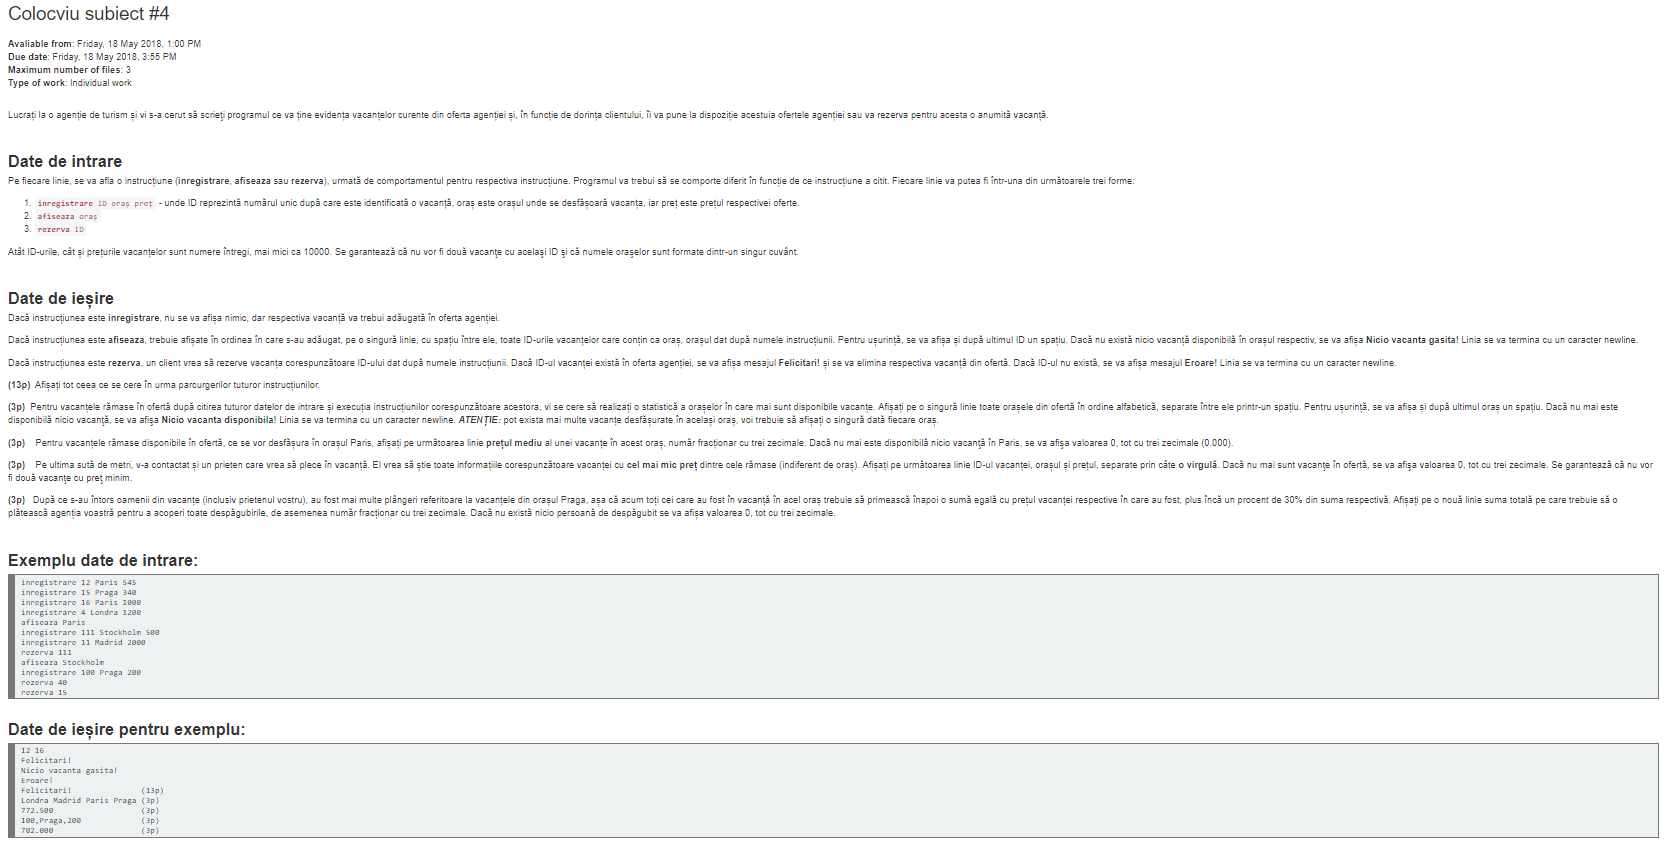 Colocviu subiect #4
Avaliable from: Friday, 18 May 2018, 1:00 PM
Due date: Friday, 18 May 2018, 3:55 PM
Maximum number of files: 3
Type of work: Individual work
Lucrați la o agenție de turism și vi s-a cerut să scrieți programul ce va ține evidența vacanțelor curente din oferta agenției și, în funcție de dorința clientului, îi va pune la dispoziție acestuia ofertele agenției sau va rezerva pentru acesta o anumită vacanță.
Date de intrare
Pe fiecare linie, se va afla o instrucțiune (inregistrare, afiseaza sau rezerva), urmată de comportamentul pentru respectiva instrucțiune. Programul va trebui să se comporte diferit în funcție de ce instrucțiune a citit. Fiecare linie va putea fi într-una din următoarele trei forme:
1. inregistrare ID oraș preț - unde ID reprezintă numărul unic după care este identificată o vacanță, oraș este orașul unde se desfășoară vacanța, iar preț este prețul respectivei oferte.
2. afiseaza oraș
3. rezerva ID
Atât ID-urile, cât și prețurile vacanțelor sunt numere întregi, mai mici ca 10000. Se garantează că nu vor fi două vacanțe cu același ID şi că numele oraşelor sunt formate dintr-un singur cuvânt.
Date de ieșire
Dacă instrucțiunea este inregistrare, nu se va afișa nimic, dar respectiva vacanță va trebui adăugată în oferta agenției.
Dacă instrucțiunea este afiseaza, trebuie afișate în ordinea în care s-au adăugat, pe o singură linie, cu spațiu între ele, toate ID-urile vacanțelor care conțin ca oraș, orașul dat după numele instrucțiunii. Pentru ușurință, se va afișa și după ultimul ID un spațiu. Dacă nu există nicio vacanță disponibilă în orașul respectiv, se va afișa Nicio vacanta gasita! Linia se va termina cu un caracter newline.
Dacă instrucțiunea este rezerva, un client vrea să rezerve vacanța corespunzătoare ID-ului dat după numele instrucțiunii. Dacă ID-ul vacanței există în oferta agenției, se va afișa mesajul Felicitari! și se va elimina respectiva vacanță din ofertă. Dacă ID-ul nu există, se va afișa mesajul Eroare! Linia se va termina cu un caracter newline.
(13p) Afișați tot ceea ce se cere în urma parcurgerilor tuturor instrucțiunilor.
(3p) Pentru vacanțele rămase în ofertă după citirea tuturor datelor de intrare și execuția instrucțiunilor corespunzătoare acestora, vi se cere să realizați o statistică a orașelor în care mai sunt disponibile vacanțe. Afișați pe o singură linie toate orașele din ofertă în ordine alfabetică, separate între ele printr-un spațiu. Pentru ușurință, se va afișa și după ultimul oraș un spațiu. Dacă nu mai este
disponibilă nicio vacanță, se va afișa Nicio vacanta disponibila! Linia se va termina cu un caracter newline. ATENȚIE: pot exista mai multe vacanțe desfășurate în același oraș, voi trebuie să afișați o singură dată fiecare oraș.
(3p) Pentru vacanțele rămase disponibile în ofertă, ce se vor desfășura în orașul Paris, afișați pe următoarea linie prețul mediu al unei vacanțe în acest oraș, număr fracționar cu trei zecimale. Dacă nu mai este disponibilă nicio vacanță în Paris, se va afișa valoarea 0, tot cu trei zecimale (0.000).
(3p) Pe ultima sută de metri, v-a contactat și un prieten care vrea să plece în vacanță. El vrea să știe toate informațiile corespunzătoare vacanței cu cel mai mic preț dintre cele rămase (indiferent de oraș). Afișați pe următoarea linie ID-ul vacanței, orașul și prețul, separate prin câte o virgulă. Dacă nu mai sunt vacanțe în ofertă, se va afişa valoarea 0, tot cu trei zecimale. Se garantează că nu vor
fi două vacanțe cu preț minim.
(3p) După ce s-au întors oamenii din vacanțe (inclusiv prietenul vostru), au fost mai multe plângeri referitoare la vacanțele din orașul Praga, așa că acum toți cei care au fost în vacanță în acel oraș trebuie să primească înapoi o sumă egală cu prețul vacanței respective în care au fost, plus încă un procent de 30% din suma respectivă. Afișați pe o nouă linie suma totală pe care trebuie să o
plătească agenția voastră pentru a acoperi toate despăgubirile, de asemenea număr fracționar cu trei zecimale. Dacă nu există nicio persoană de despăgubit se va afișa valoarea 0, tot cu trei zecimale.
Exemplu date de intrare:
inregistrare 12 Paris 545
inregistrare 15 Praga 340
inregistrare 16 Paris 1000
inregistrare 4 Londra 1200
afiseaza Paris
inregistrare 111 Stockholm 500
inregistrare 11 Madrid 2000
rezerva 111
afiseaza Stockholm
inregistrare 100 Praga 200
rezerva 40
rezerva 15
Date de ieșire pentru exemplu:
12 16
Felicitari!
Nicio vacanta gasita!
Eroare!
Felicitari! (13p)
Londra Madrid Paris Praga (3p)
772.500 (3p)
100,Praga,200 (3p)
702.000 (3p)